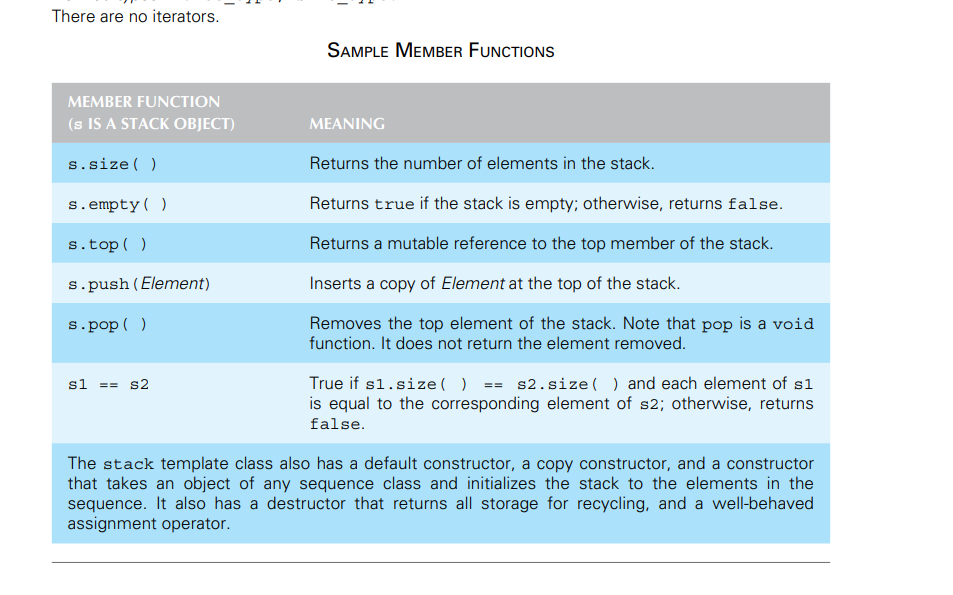 There are no iterators.
SAMPLE MEMBER FUNCTIONS
MEMBER FUNCTION
(s IS A STACK OBJECT)
MEANING
s.size( )
Returns the number of elements in the stack.
s.empty( )
Returns true if the stack is empty; otherwise, returns false.
s.top( )
Returns a mutable reference to the top member of the stack.
s.push(Element)
Inserts a copy of Element at the top of the stack.
s.pop( )
Removes the top element of the stack. Note that pop is a void
function. It does not return the element removed.
s1 == s2
True if s1.size( ) == s2.size( ) and each element of s1
is equal to the corresponding element of s2; otherwise, returns
false.
The stack template class also has a default constructor, a copy constructor, and a constructor
that takes an object of any sequence class and initializes the stack to the elements in the
sequence. It also has a destructor that returns all storage for recycling, and a well-behaved
assignment operator.